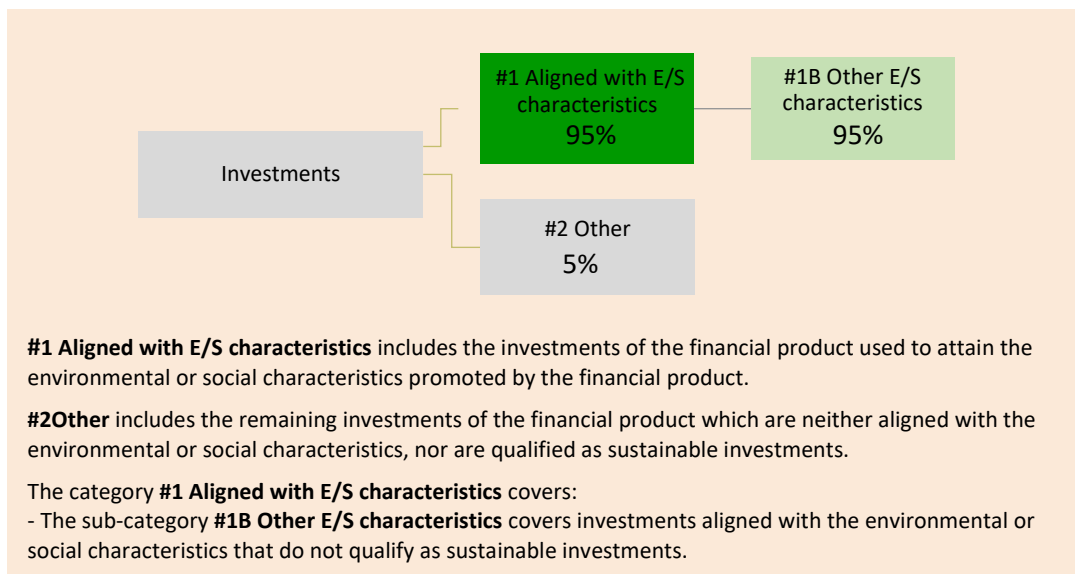 #1 Aligned with E/S
characteristics
95%
#1B Other E/S
characteristics
95%
Investments
#2 Other
5%
#1 Aligned with E/S characteristics includes the investments of the financial product used to attain the
environmental or social characteristics promoted by the financial product.
#2Other includes the remaining investments of the financial product which are neither aligned with the
environmental or social characteristics, nor are qualified as sustainable investments.
The category #1 Aligned with E/S characteristics covers:
- The sub-category #1B Other E/S characteristics covers investments aligned with the environmental or
social characteristics that do not qualify as sustainable investments.